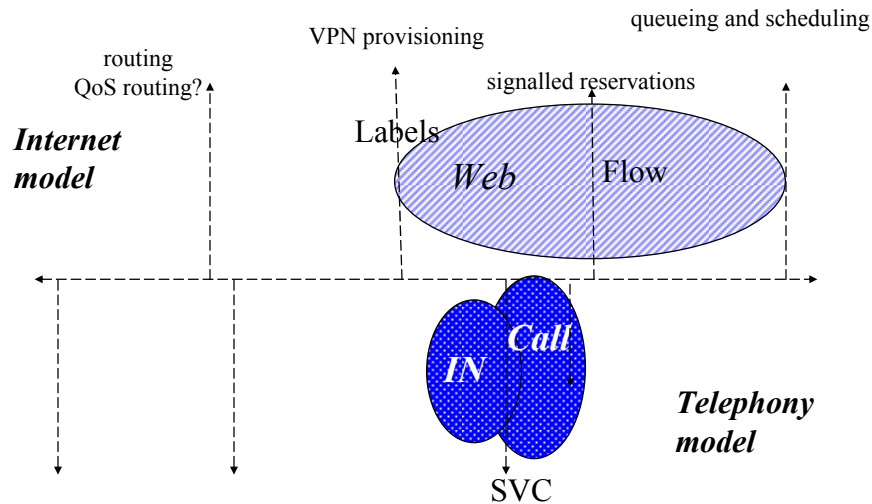 queueing and scheduling
VPN provisioning
routing
QoS routing?
signalled reservations
Labels
Internet
model
Web
Flow
Call
IN
Telephony
model
SVC